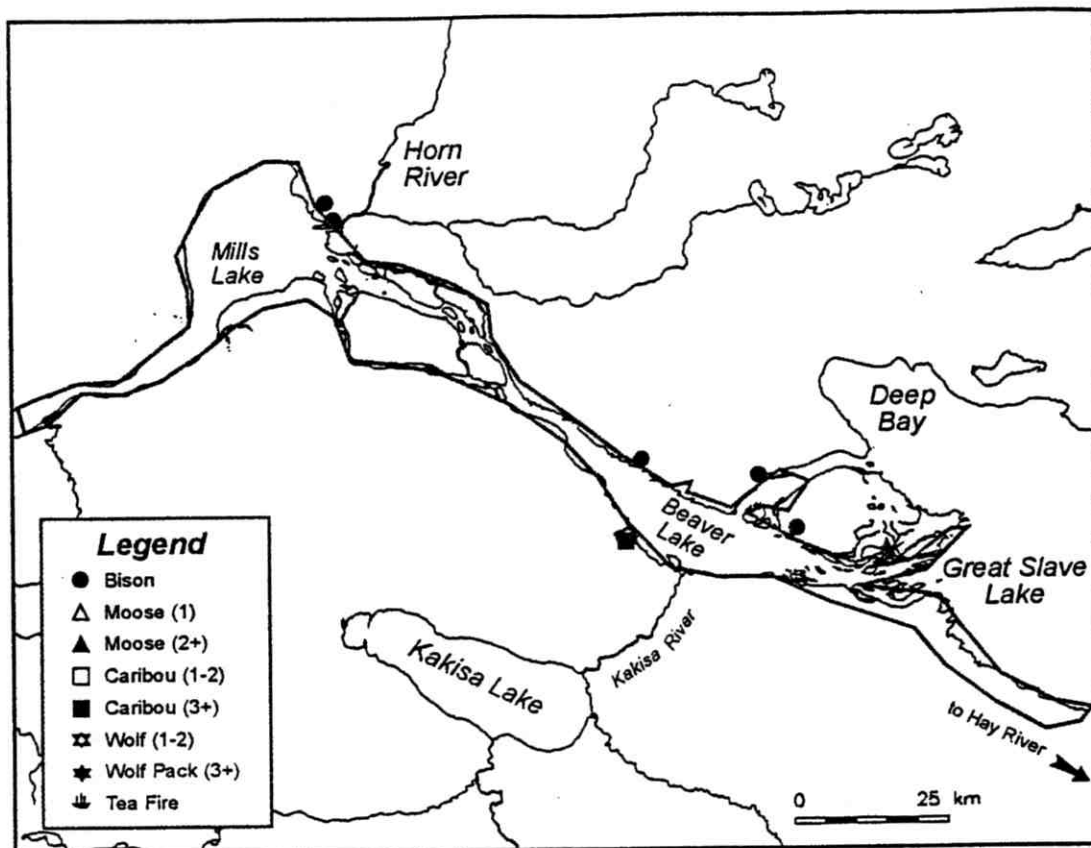 Horn
River
Mills
Lake
Deep
Bay
Beaver
Lake
Great Slave
Lake
Kakisa Lake
Kakisa River
to Hay River
Legend
Bison
Moose (1)
Moose (2+)
Caribou (1-2)
Caribou (3+)
Wolf (1-2)
Wolf Pack (3+)
Tea Fire
0 25 km